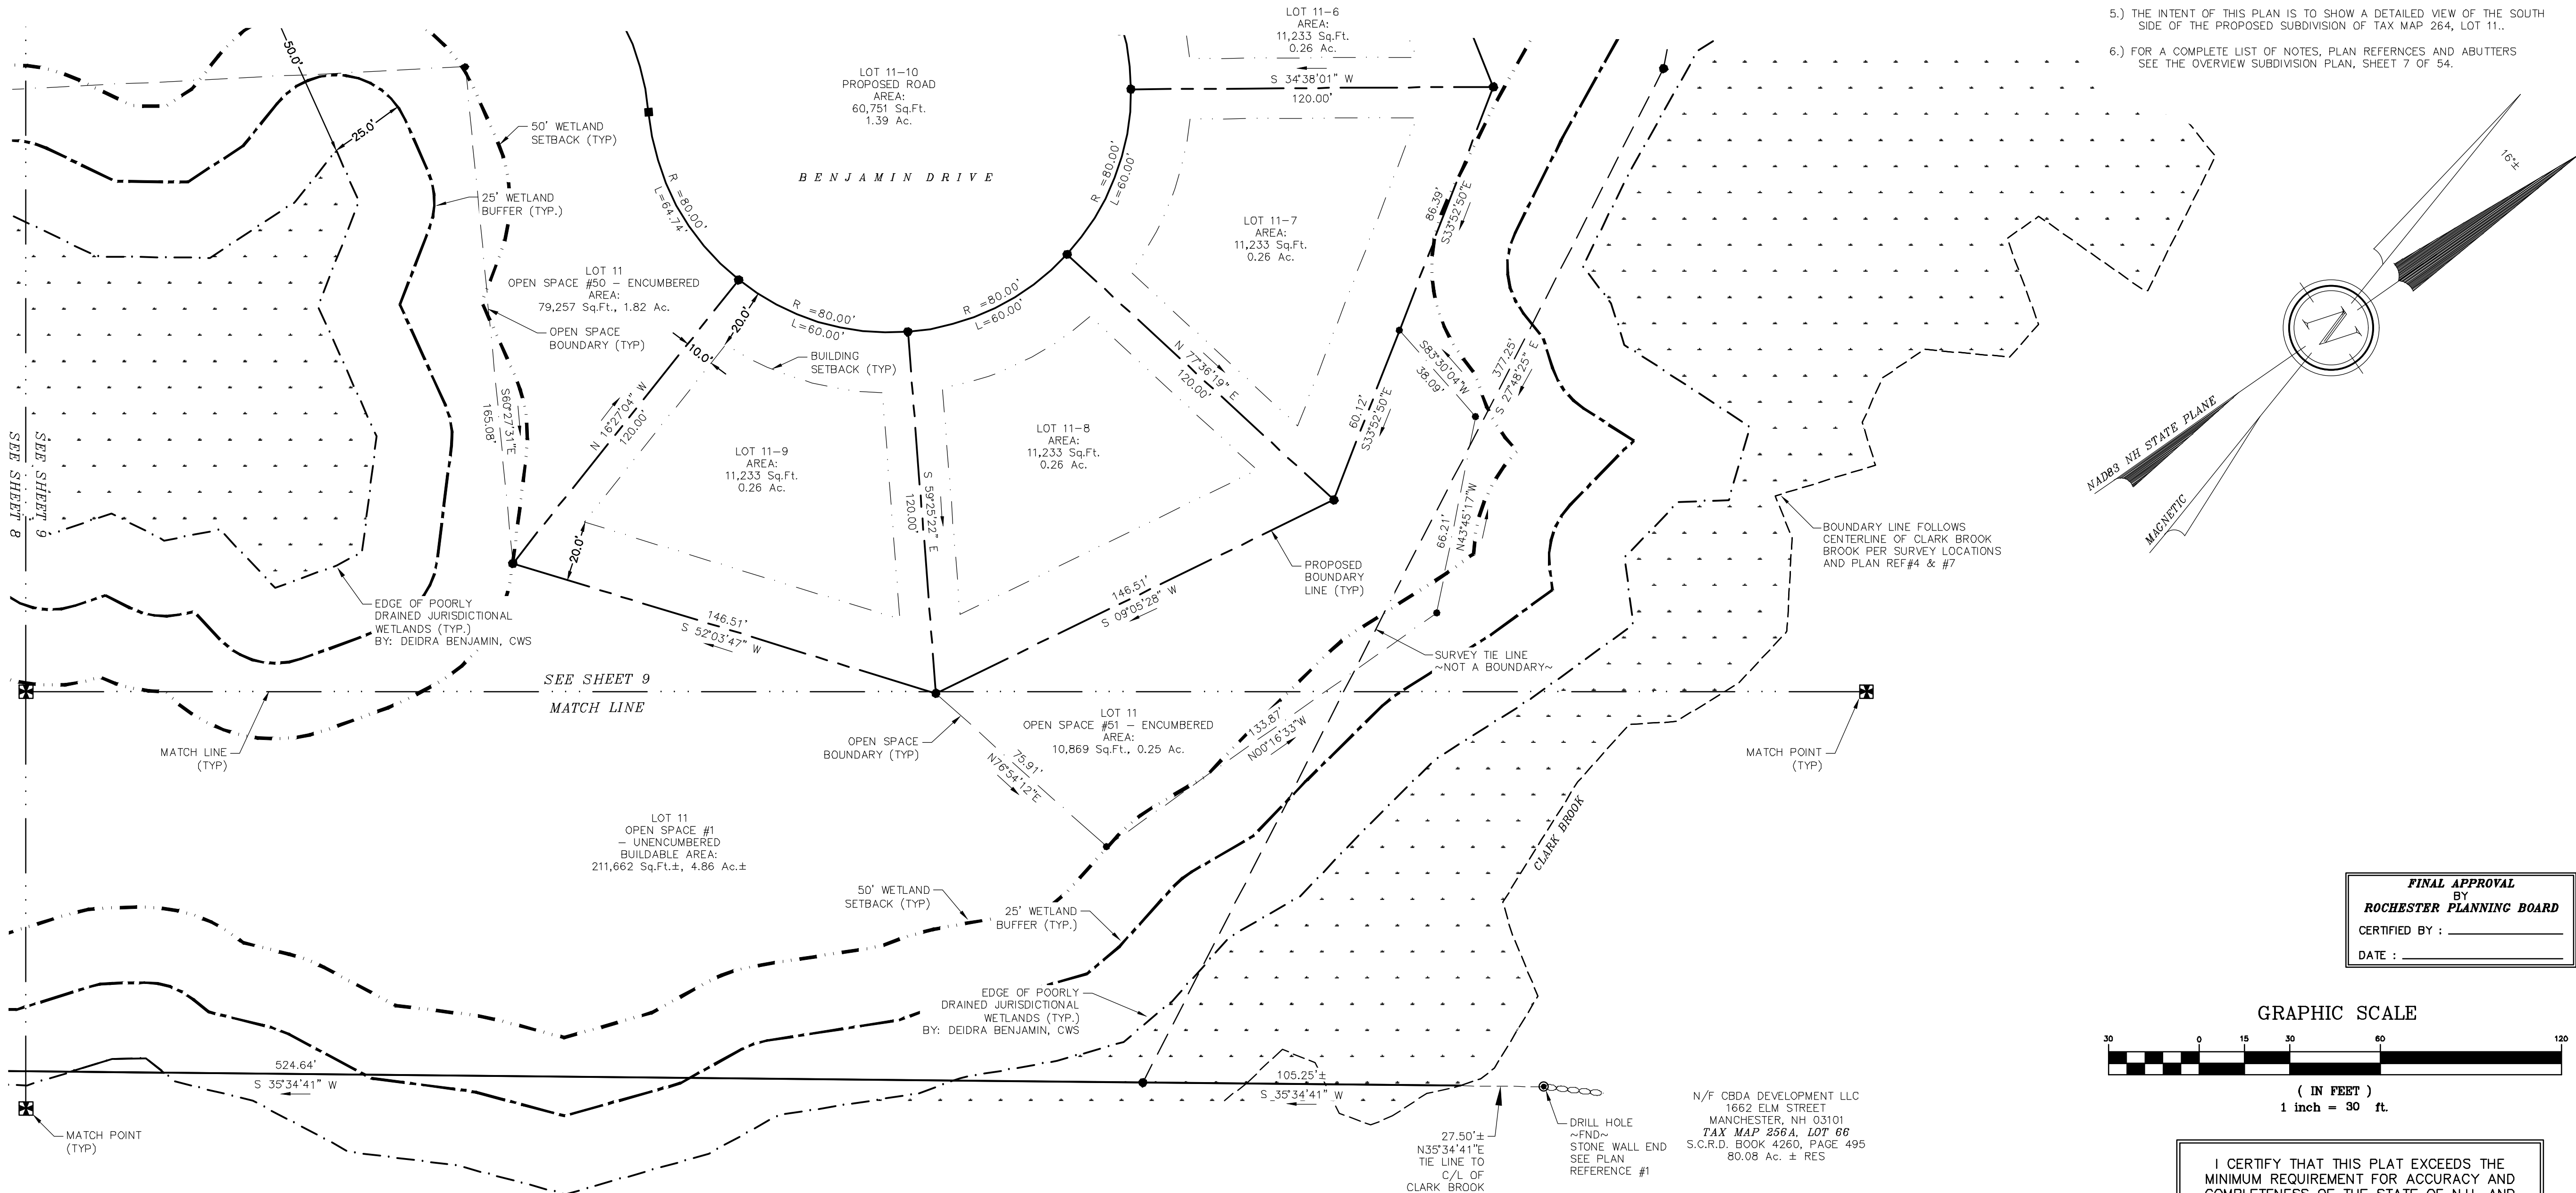 5.) THE INTENT OF THIS PLAN IS TO SHOW A DETAILED VIEW OF THE SOUTH
SIDE OF THE PROPOSED SUBDIVISION OF TAX MAP 264, LOT 11..
6.) FOR A COMPLETE LIST OF NOTES, PLAN REFERNCES AND ABUTTERS
SEE THE OVERVIEW SUBDIVISION PLAN, SHEET 7 OF 54.
LOT 11-6
AREA:
11,233 Sq.Ft.
0.26 Ac.
S 34°38'01" W
120.00'
LOT 11-10
PROPOSED ROAD
AREA:
60,751 Sq.Ft.
1.39 Ac.
BENJAMIN DRIVE
50.0'
25.0'
50' WETLAND
SETBACK (TYP)
25' WETLAND
BUFFER (TYP.)
R =80.00'
L=64.74'
R =80.00'
L=60.00'
LOT 11-7
AREA:
11,233 Sq.Ft.
0.26 Ac.
86.39'
S33°52'50"E
16°±
N
NAD83 NH STATE PLANE
MAGNETIC
LOT 11
OPEN SPACE #50 – ENCUMBERED
AREA:
79,257 Sq.Ft., 1.82 Ac.
OPEN SPACE
BOUNDARY (TYP)
R =80.00'
L=60.00'
R =80.00'
L=60.00'
20.0'
10.0'
BUILDING
SETBACK (TYP)
N 77°36'19" E
120.00'
S83°30'04"W
38.09'
377.25'
S 27°48'25" E
60.12'
S33°52'50"E
S60°27'31"E
165.08'
N 16°27'04" W
120.00'
LOT 11-9
AREA:
11,233 Sq.Ft.
0.26 Ac.
LOT 11-8
AREA:
11,233 Sq.Ft.
0.26 Ac.
S 59°25'22" E
120.00'
SEE SHEET 9
SEE SHEET 8
20.0'
66.21'
N43°45'17"W
BOUNDARY LINE FOLLOWS
CENTERLINE OF CLARK BROOK
BROOK PER SURVEY LOCATIONS
AND PLAN REF#4 & #7
PROPOSED
BOUNDARY
LINE (TYP)
EDGE OF POORLY
DRAINED JURISDICTIONAL
WETLANDS (TYP.)
BY: DEIDRA BENJAMIN, CWS
146.51'
S 52°03'47" W
146.51'
S 09°05'28" W
SURVEY TIE LINE
~NOT A BOUNDARY~
SEE SHEET 9
MATCH LINE
MATCH LINE
(TYP)
OPEN SPACE
BOUNDARY (TYP)
LOT 11
OPEN SPACE #51 – ENCUMBERED
AREA:
10,869 Sq.Ft., 0.25 Ac.
133.87'
N00°16'33"W
75.91'
N76°54'12"E
MATCH POINT
(TYP)
CLARK BROOK
LOT 11
OPEN SPACE #1
– UNENCUMBERED
BUILDABLE AREA:
211,662 Sq.Ft.±, 4.86 Ac.±
50' WETLAND
SETBACK (TYP)
25' WETLAND
BUFFER (TYP.)
FINAL APPROVAL
BY
ROCHESTER PLANNING BOARD
CERTIFIED BY :
DATE :
EDGE OF POORLY
DRAINED JURISDICTIONAL
WETLANDS (TYP.)
BY: DEIDRA BENJAMIN, CWS
GRAPHIC SCALE
30 0 15 30 60 120
( IN FEET )
1 inch = 30 ft.
524.64'
S 35°34'41" W
105.25'±
S 35°34'41" W
MATCH POINT
(TYP)
27.50'±
N35°34'41"E
TIE LINE TO
C/L OF
CLARK BROOK
DRILL HOLE
~FND~
STONE WALL END
SEE PLAN
REFERENCE #1
N/F CBDA DEVELOPMENT LLC
1662 ELM STREET
MANCHESTER, NH 03101
TAX MAP 256A, LOT 66
S.C.R.D. BOOK 4260, PAGE 495
80.08 Ac. ± RES
I CERTIFY THAT THIS PLAT EXCEEDS THE
MINIMUM REQUIREMENT FOR ACCURACY AND
COMPLETENESS OF THE STATE OF N.H. AND